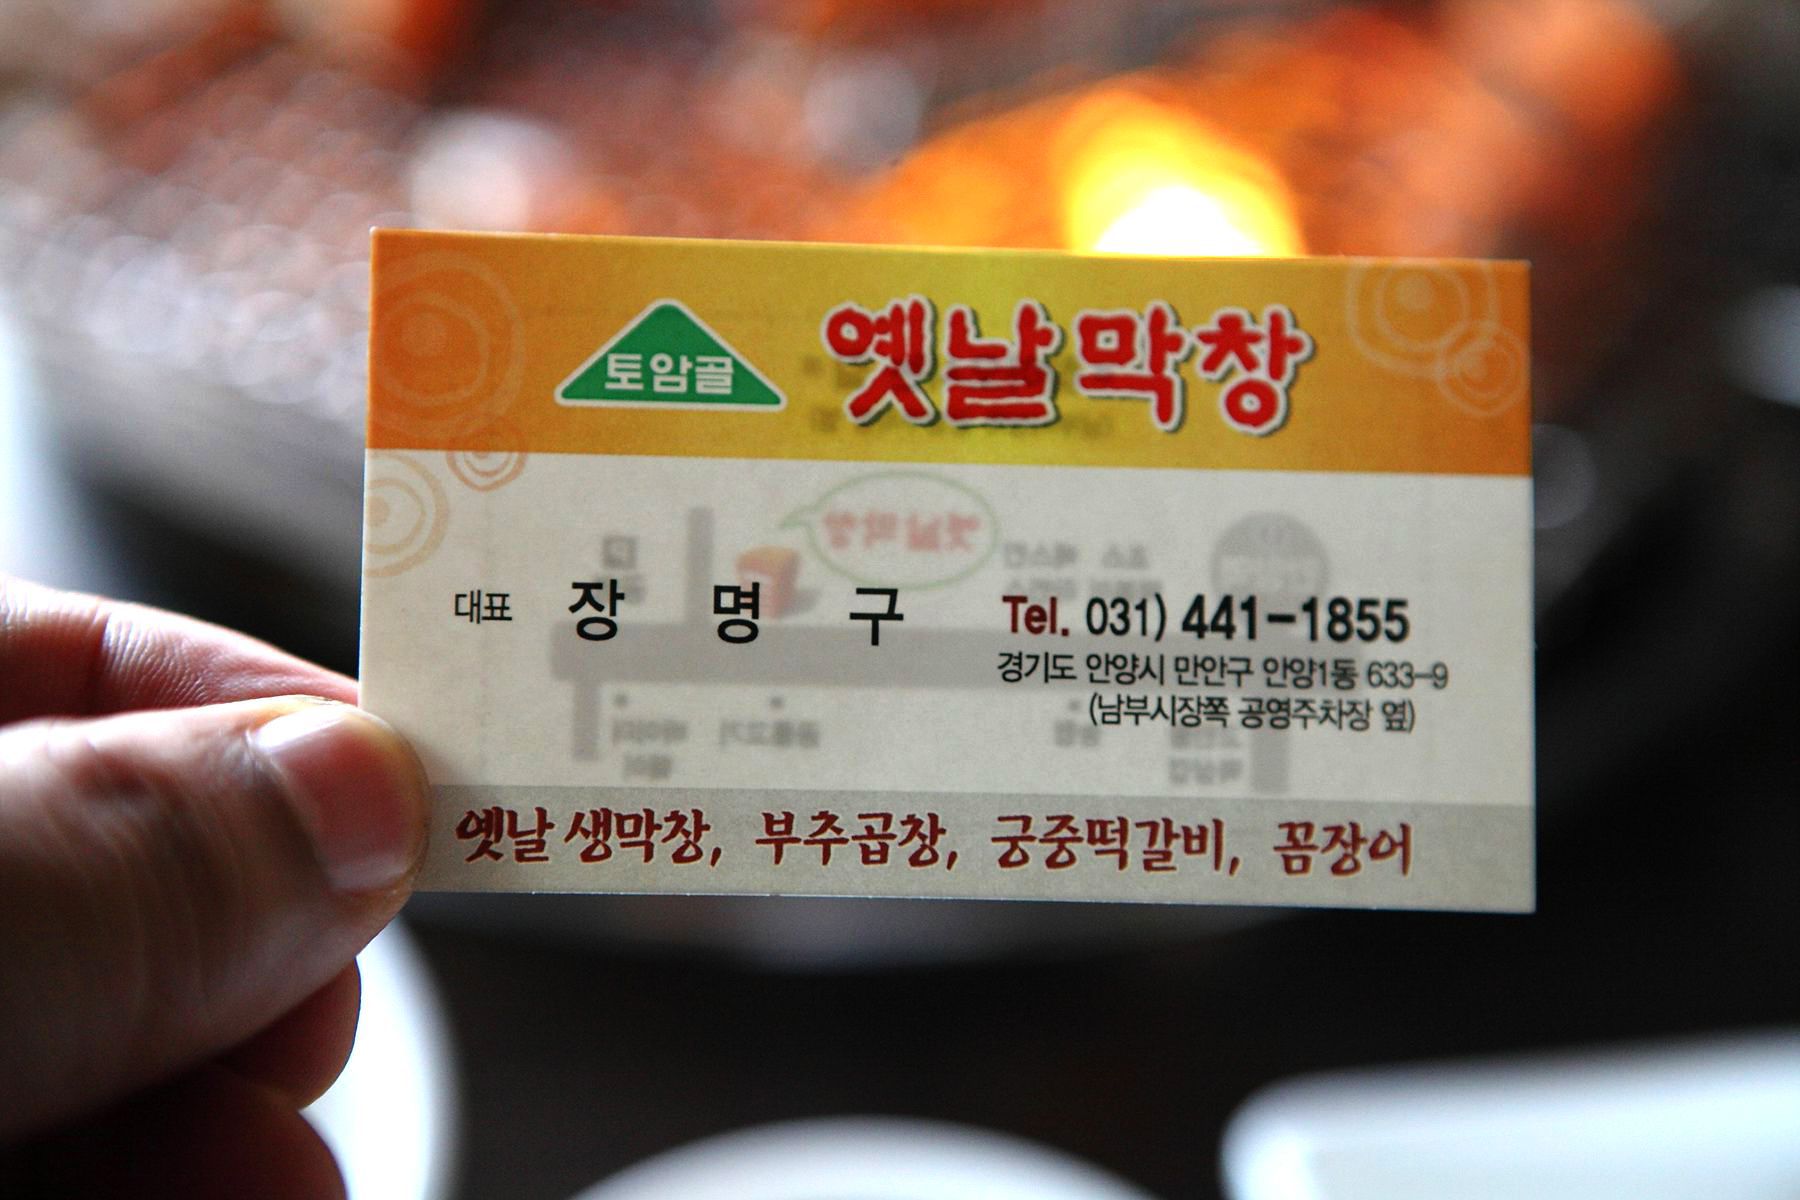 토암골 옛날막창
대표 장 명 구
Tel. 031) 441-1855
경기도 안양시 만안구 안양1동 633-9
(남부시장쪽 공영주차장 옆)
옛날 생막창, 부추곱창, 궁중떡갈비, 꼼장어